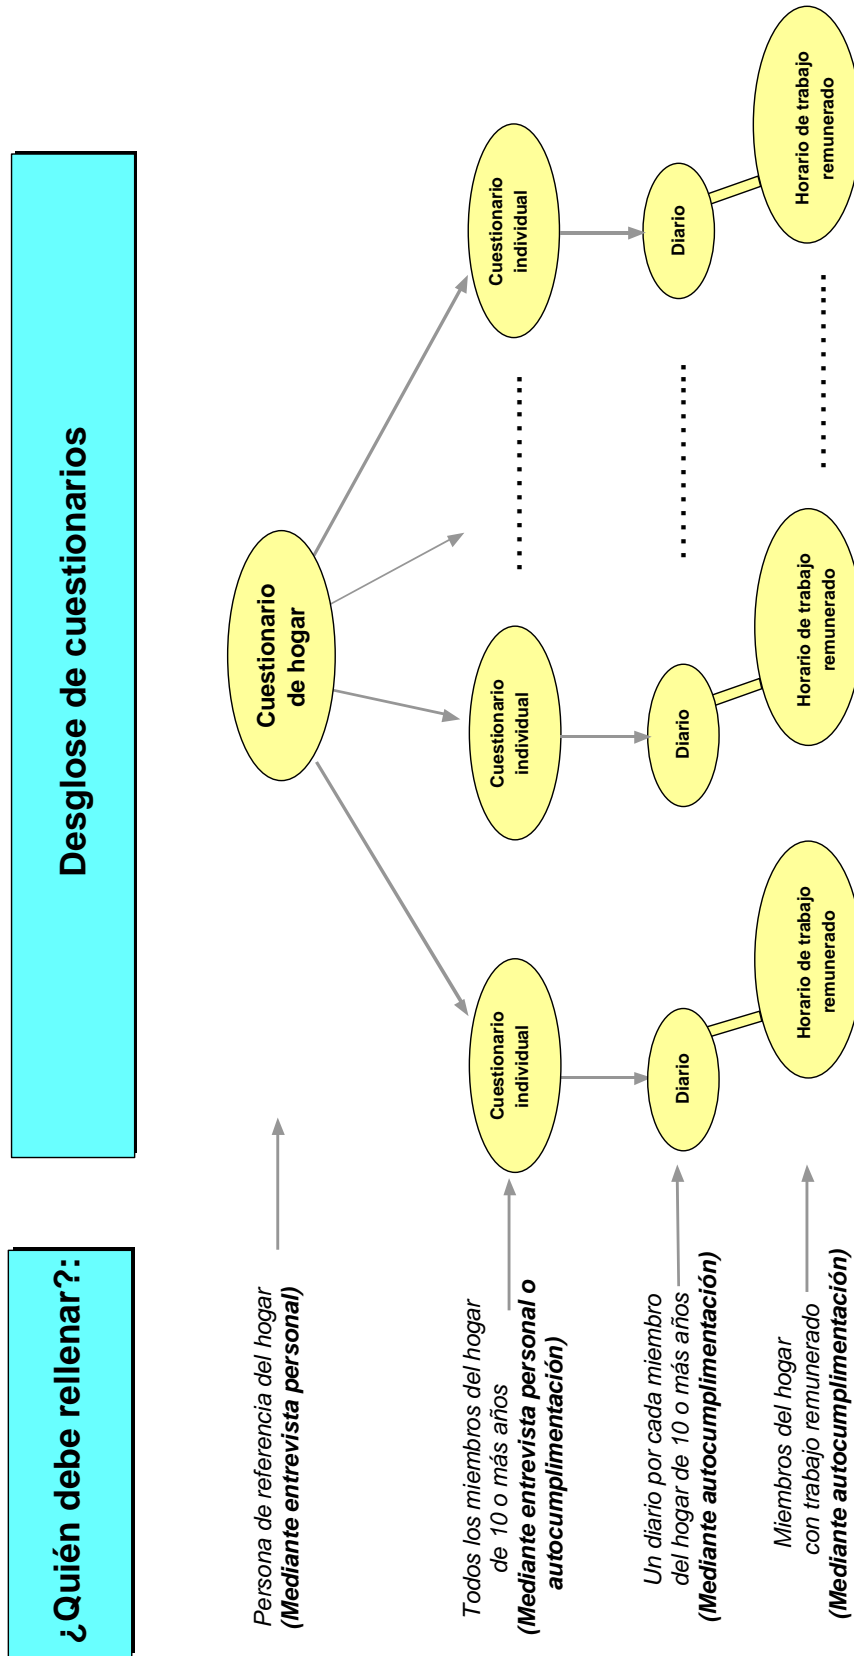 ¿Quién debe rellenar?:
Desglose de cuestionarios
Persona de referencia del hogar
(Mediante entrevista personal)
Cuestionario
de hogar
Todos los miembros del hogar
de 10 o más años
(Mediante entrevista personal o
autocumplimentación)
Cuestionario
individual
Cuestionario
individual
Cuestionario
individual
Un diario por cada miembro
del hogar de 10 o más años
(Mediante autocumplimentación)
Diario
Diario
Diario
Miembros del hogar
con trabajo remunerado
(Mediante autocumplimentación)
Horario de trabajo
remunerado
Horario de trabajo
remunerado
Horario de trabajo
remunerado